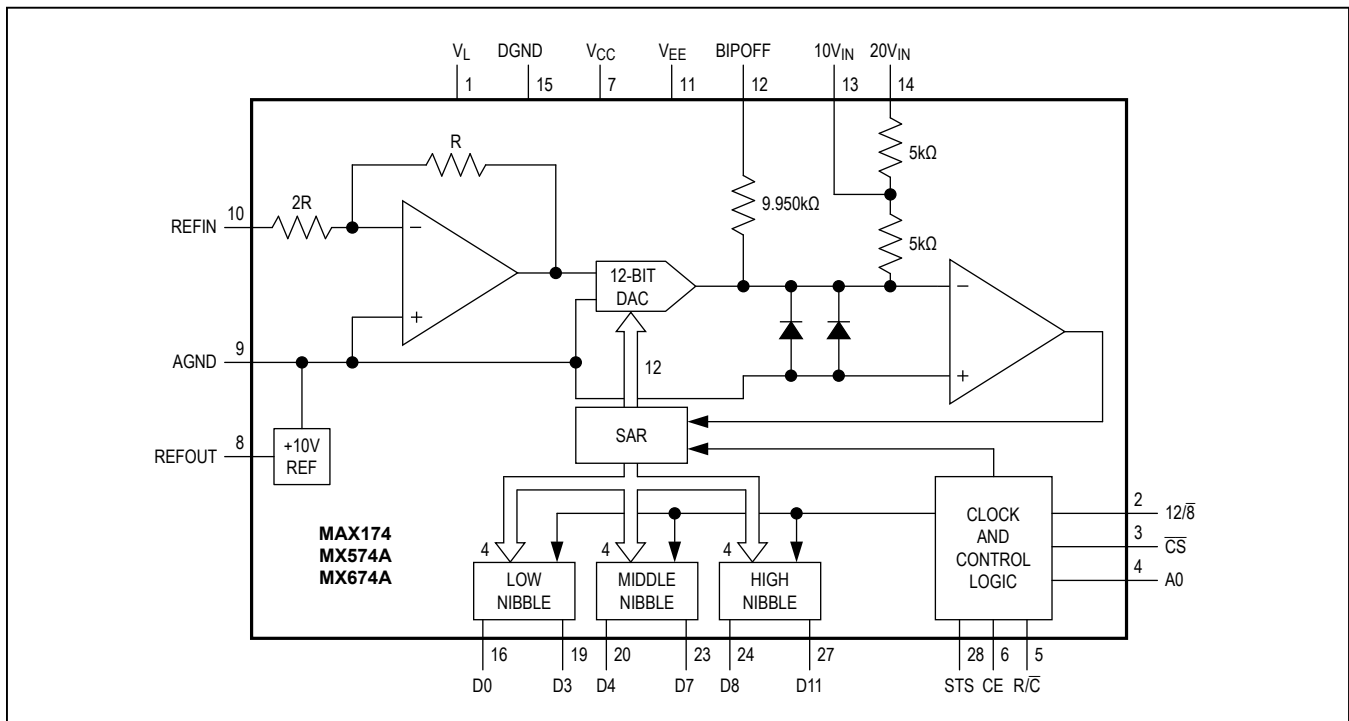 VL DGND VCC VEE BIPOFF 10VIN 20VIN
1 15 7 11 12 13 14
R
5kΩ
2R
9.950kΩ
REFIN 10
5kΩ
−
12-BIT
DAC
−
+
AGND 9
12
+
SAR
REFOUT 8
+10V
REF
MAX174
MX574A
MX674A
CLOCK
AND
CONTROL
LOGIC
2 12/8̅
3 C̅S̅
4 A0
4 4 4
LOW
NIBBLE
MIDDLE
NIBBLE
HIGH
NIBBLE
16 19 20 23 24 27 28 6 5
D0 D3 D4 D7 D8 D11 STS CE R/C̅